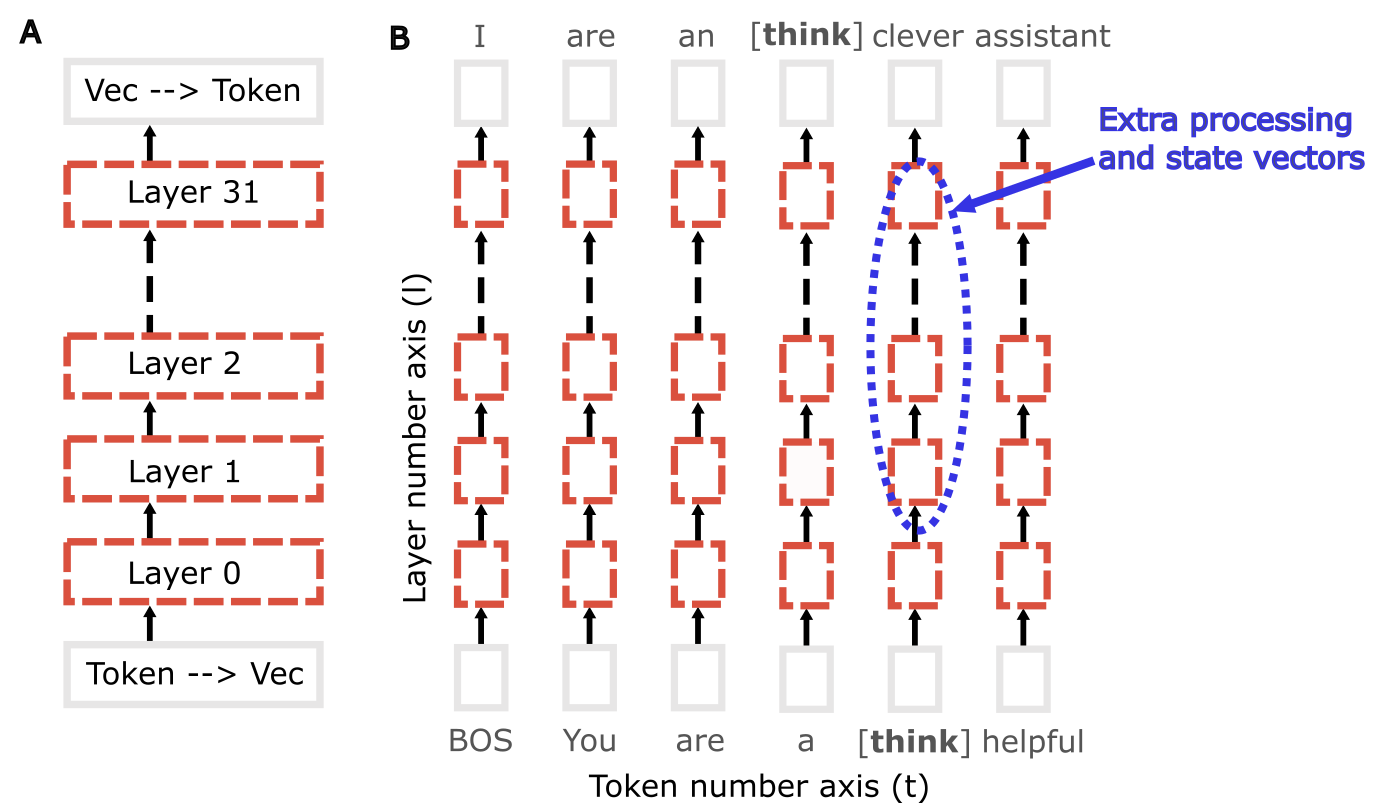 A
Vec --> Token
Layer 31
Layer 2
Layer 1
Layer 0
Token --> Vec
B
I are an [think] clever assistant
Extra processing
and state vectors
Layer number axis (l)
BOS You are a [think] helpful
Token number axis (t)